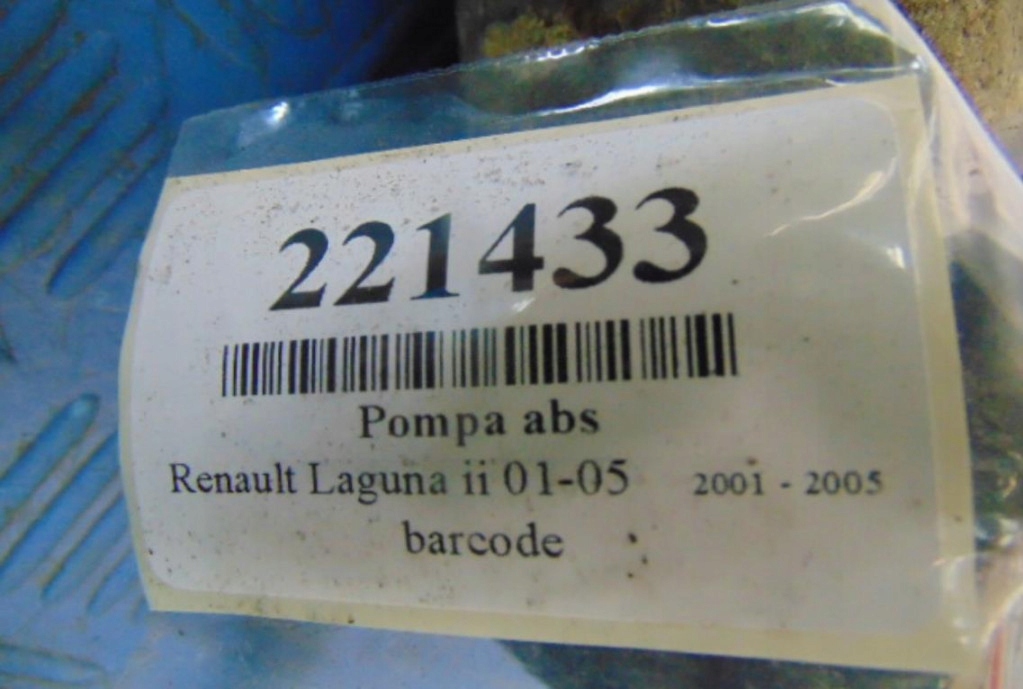 221433
Pompa abs
Renault Laguna ii 01-05 2001 - 2005
barcode